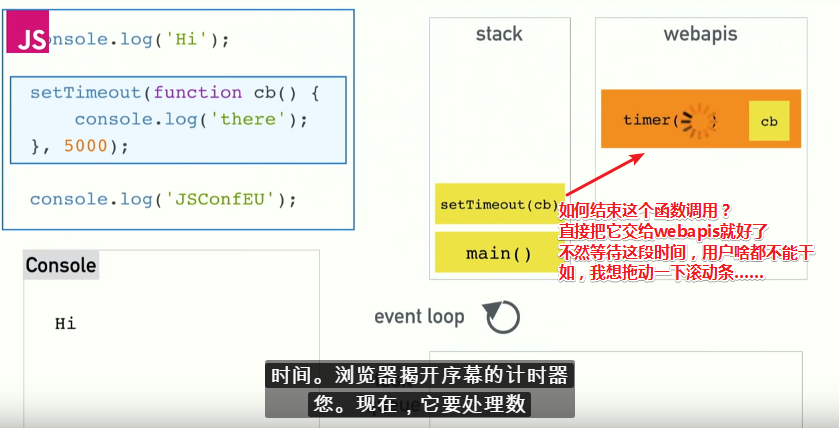 JS
console.log('Hi');
setTimeout(function cb() {
console.log('there');
}, 5000);
console.log('JSConfEU');
stack
webapis
timer(
cb
setTimeout(cb)
main()
如何结束这个函数调用？
直接把它交给webapis就好了
不然等待这段时间，用户啥都不能干
如，我想拖动一下滚动条......
Console
Hi
event loop
时间。浏览器揭开序幕的计时器
您。现在，它要处理数